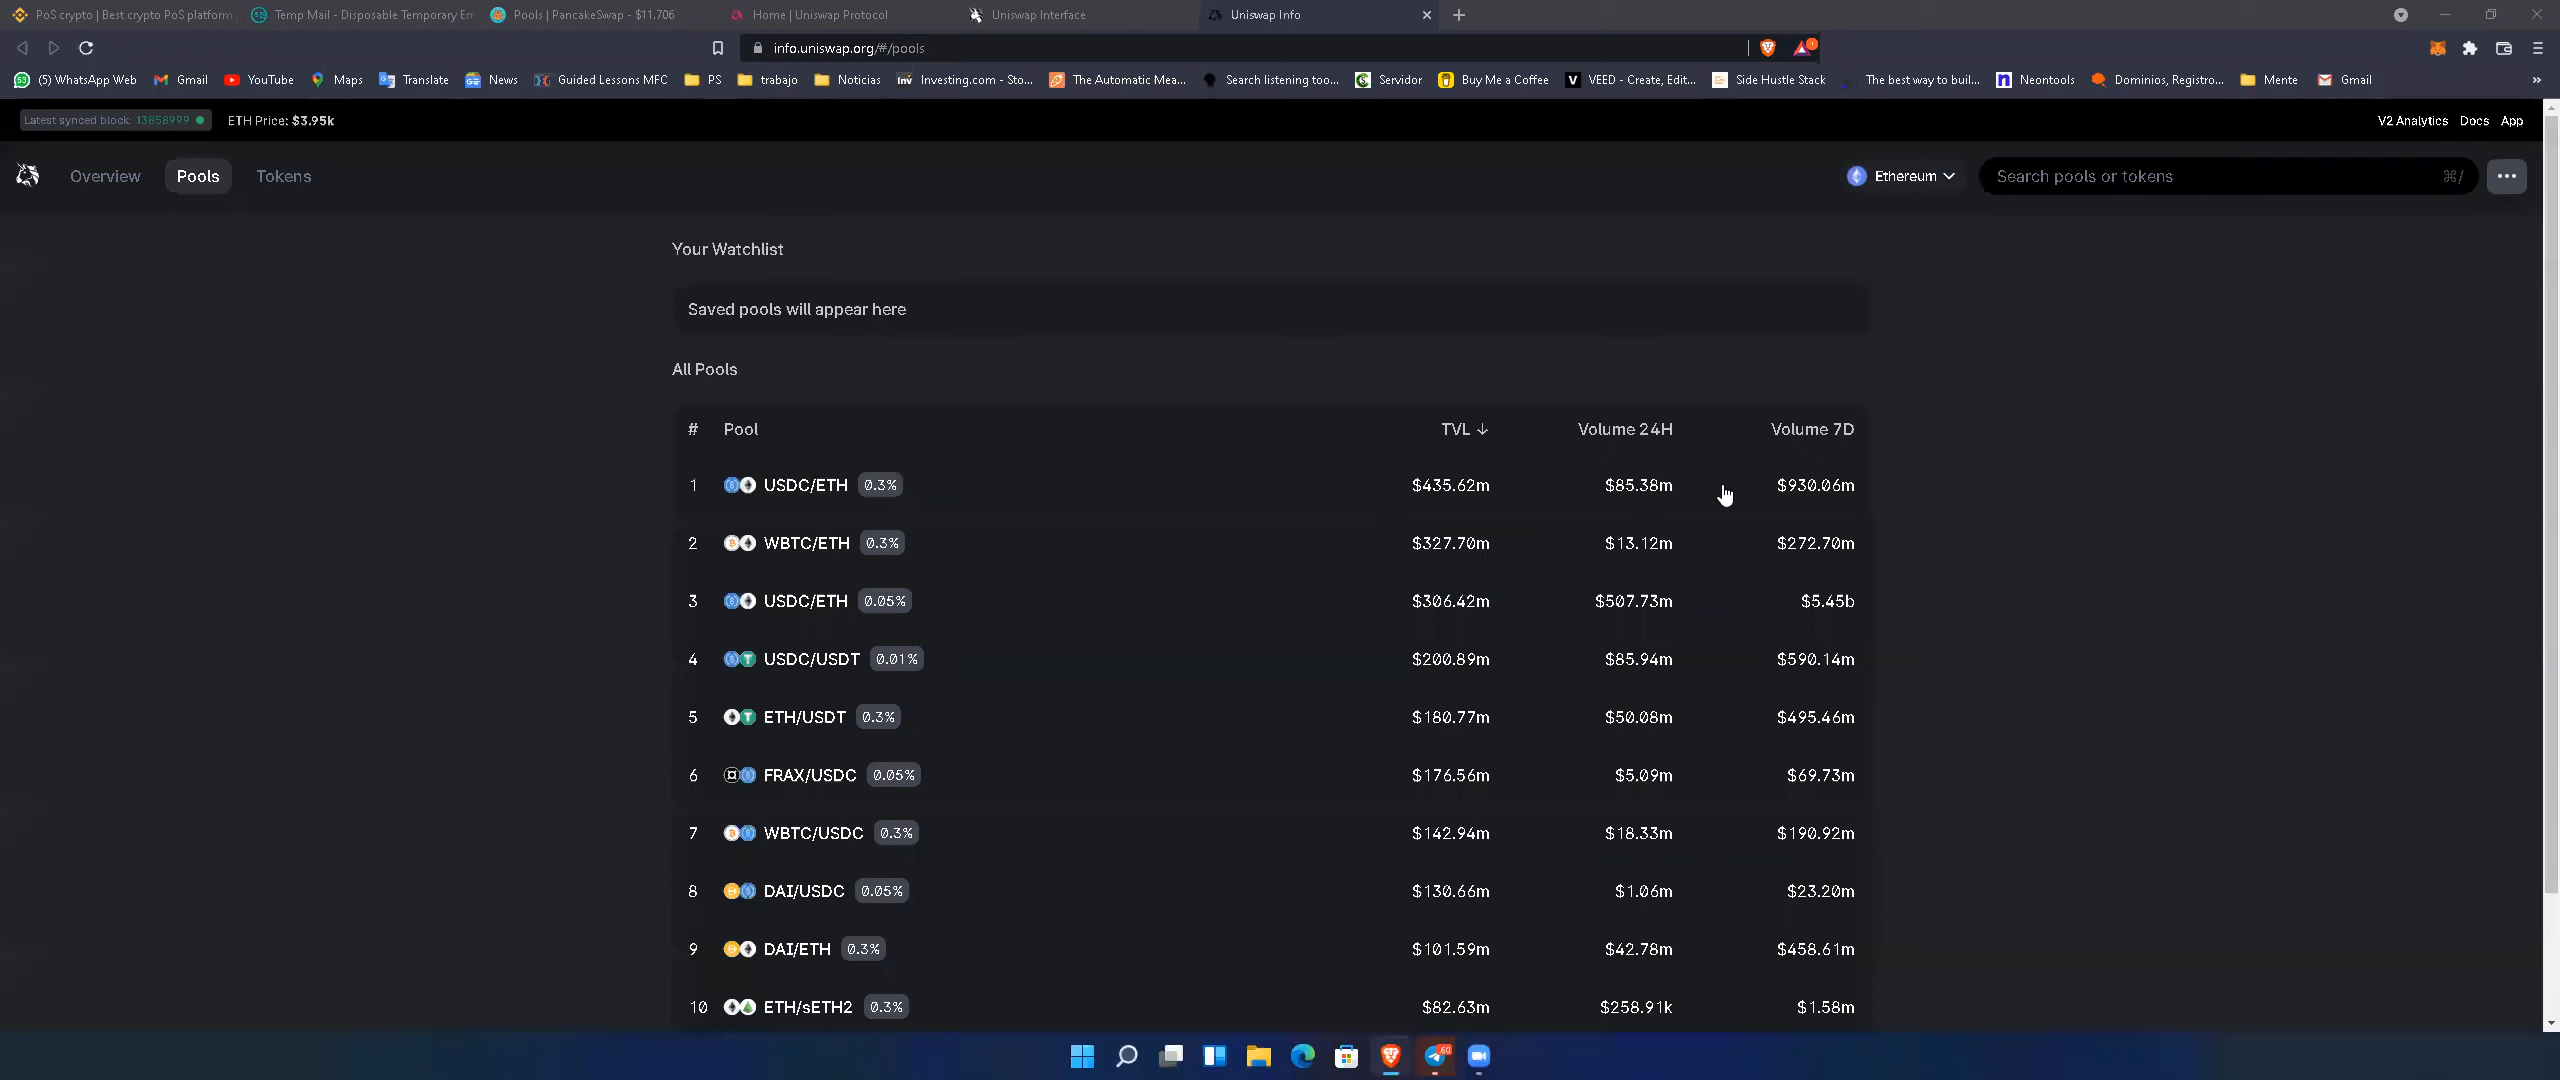 PoS crypto | Best crypto PoS platform
Temp Mail - Disposable Temporary Em
Pools | PancakeSwap - $11.706
Home | Uniswap Protocol
Uniswap Interface
Uniswap Info
info.uniswap.org/#/pools
(5) WhatsApp Web
Gmail
YouTube
Maps
Translate
News
Guided Lessons MFC
PS
trabajo
Noticias
Investing.com - Sto...
The Automatic Mea...
Search listening too...
Servidor
Buy Me a Coffee
VEED - Create, Edit...
Side Hustle Stack
The best way to buil...
Neontools
Dominios, Registro...
Mente
Gmail
Latest synced block: 13858999
ETH Price: $3.95k
V2 Analytics Docs App
Overview Pools Tokens
Ethereum
Search pools or tokens ⌘/
Your Watchlist
Saved pools will appear here
All Pools
# Pool TVL ↓ Volume 24H Volume 7D
1 USDC/ETH 0.3% $435.62m $85.38m $930.06m
2 WBTC/ETH 0.3% $327.70m $13.12m $272.70m
3 USDC/ETH 0.05% $306.42m $507.73m $5.45b
4 USDC/USDT 0.01% $200.89m $85.94m $590.14m
5 ETH/USDT 0.3% $180.77m $50.08m $495.46m
6 FRAX/USDC 0.05% $176.56m $5.09m $69.73m
7 WBTC/USDC 0.3% $142.94m $18.33m $190.92m
8 DAI/USDC 0.05% $130.66m $1.06m $23.20m
9 DAI/ETH 0.3% $101.59m $42.78m $458.61m
10 ETH/sETH2 0.3% $82.63m $258.91k $1.58m
60